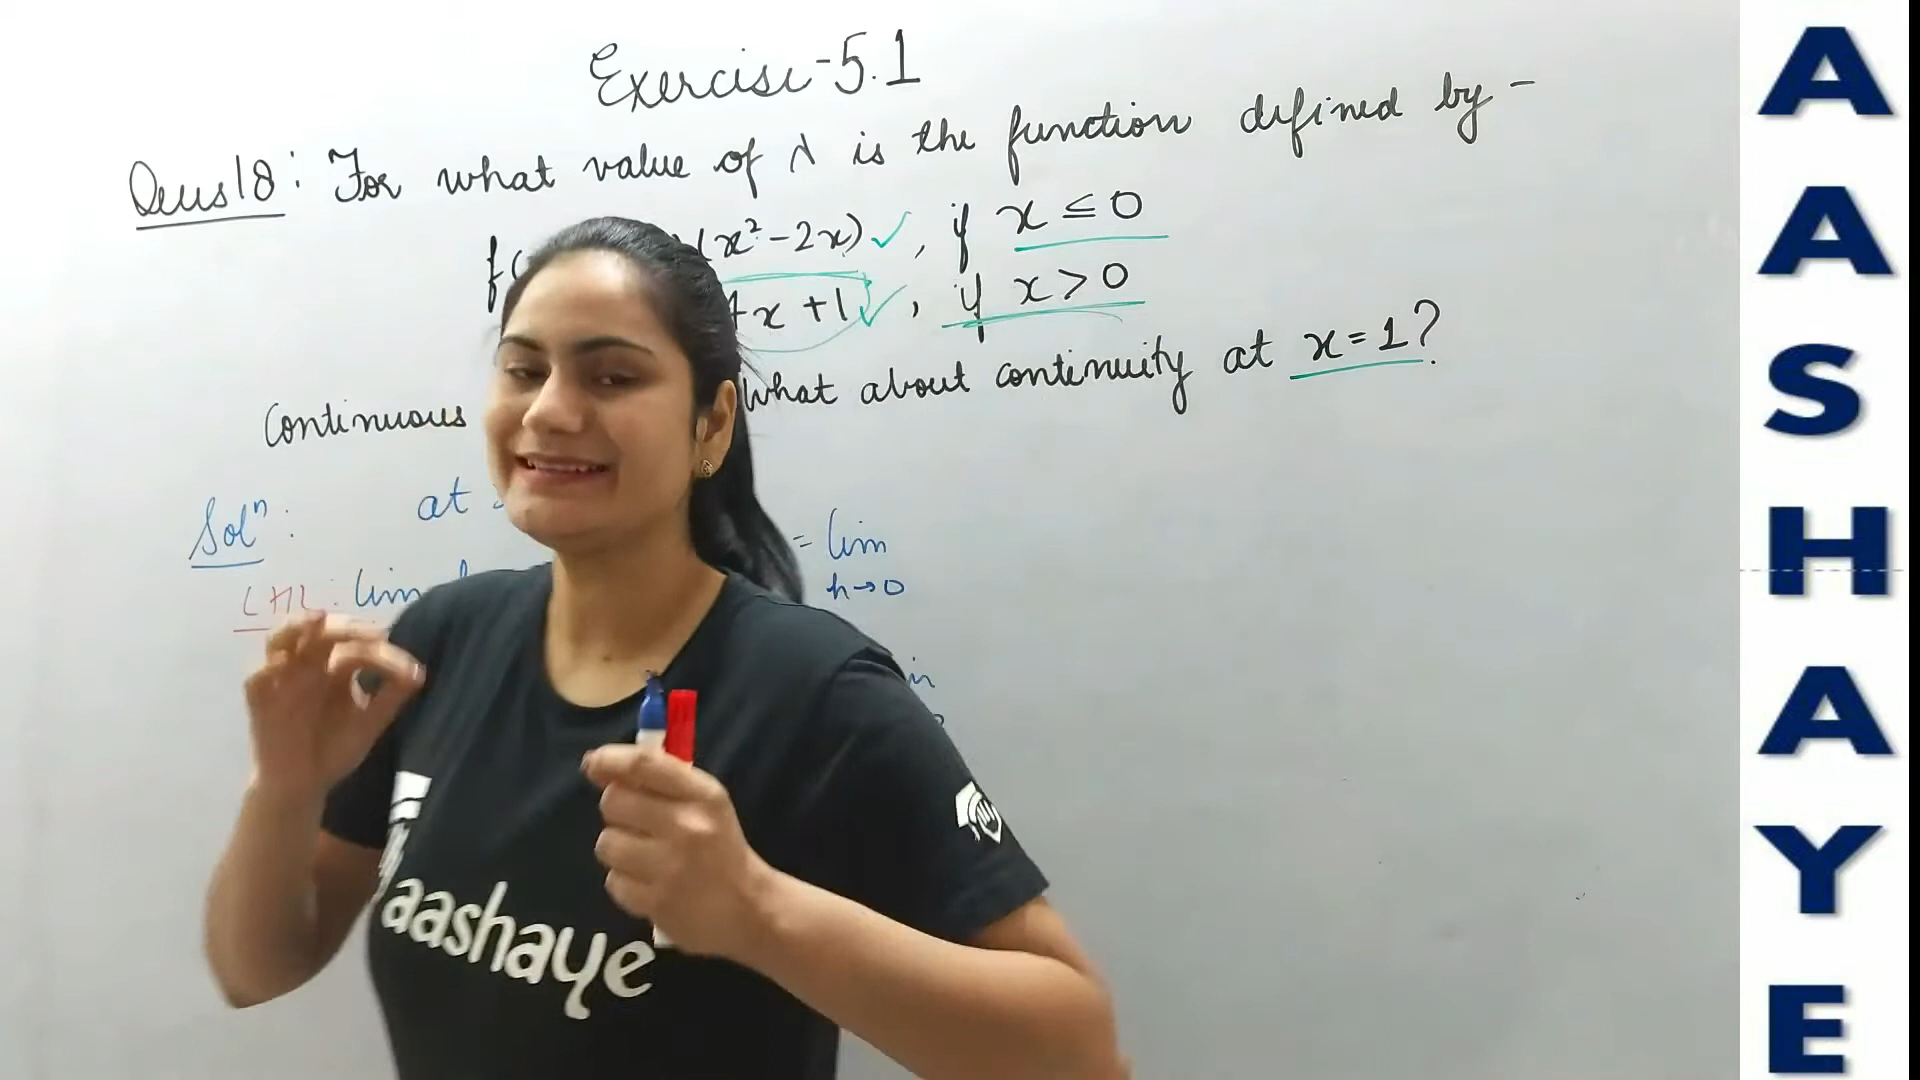 Exercise-5.1
Ques18: For what value of λ is the function defined by -
f( (x²-2x) ✓, if x ≤ 0
x +1 ✓, if x > 0
Continuous What about continuity at x = 1?
Solⁿ: at = lim
h→0
LHL: lim
aashaye
AASHAYE